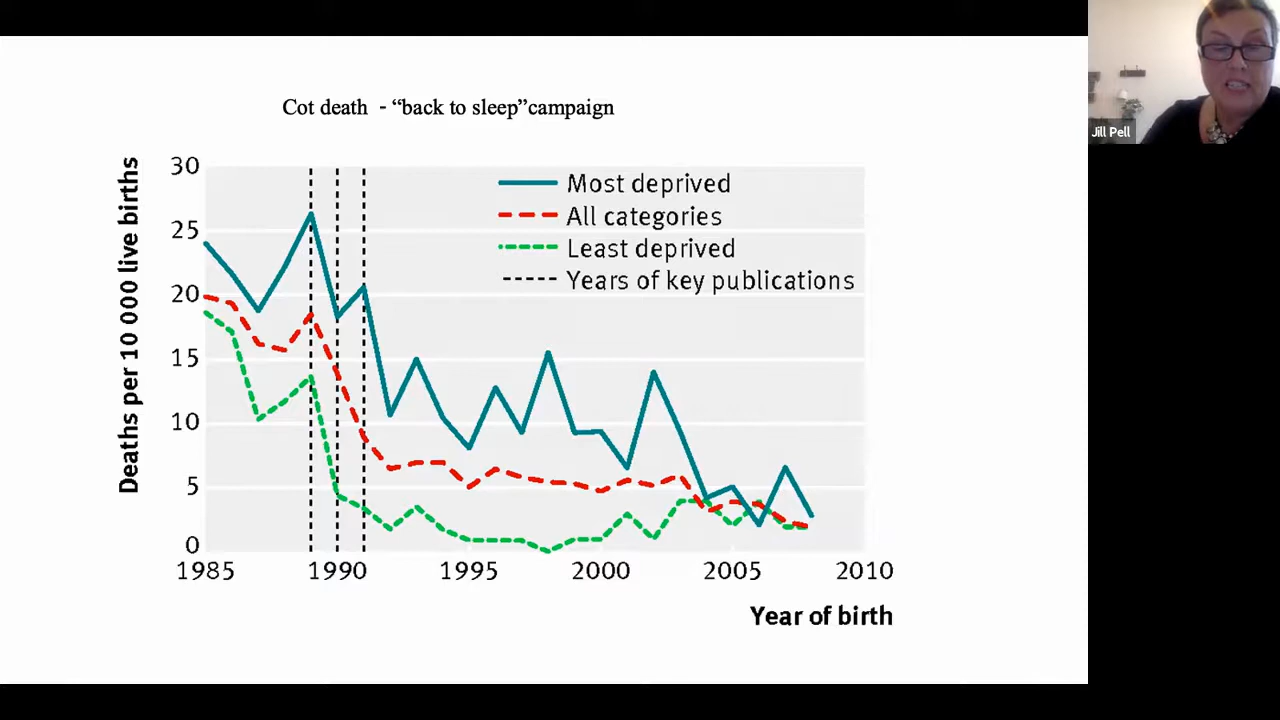 Cot death - “back to sleep”campaign
Jill Pell
Deaths per 10 000 live births
30
25
20
15
10
5
0
Most deprived
All categories
Least deprived
Years of key publications
1985 1990 1995 2000 2005 2010
Year of birth